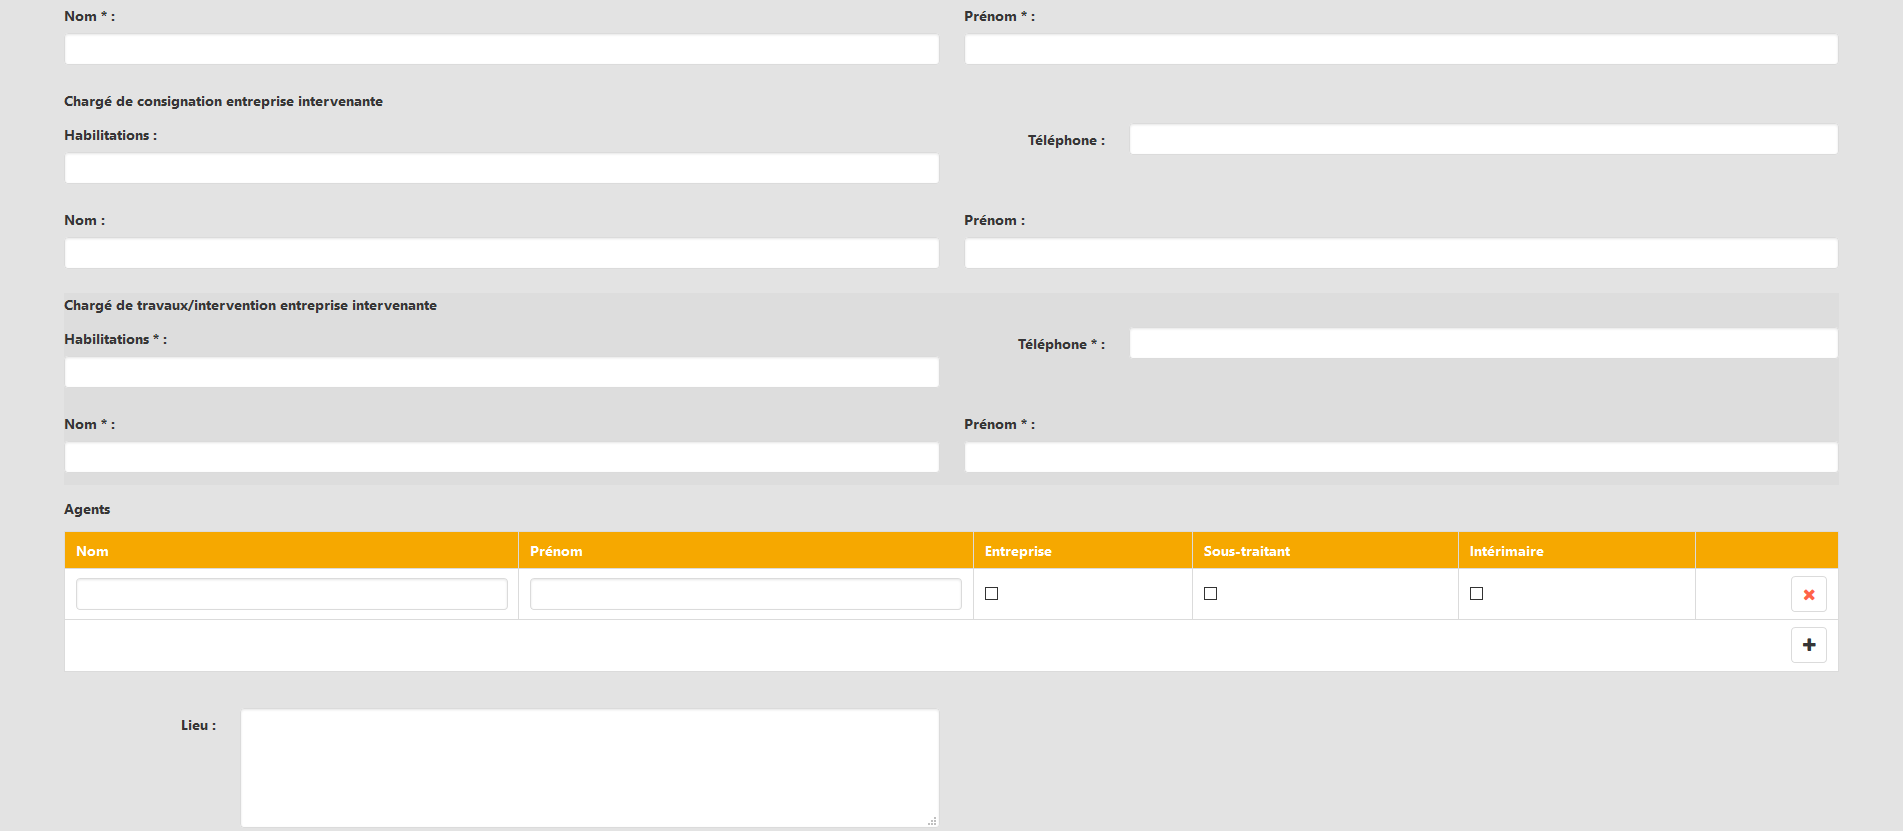 Nom * :
Prénom * :
Chargé de consignation entreprise intervenante
Habilitations :
Téléphone :
Nom :
Prénom :
Chargé de travaux/intervention entreprise intervenante
Habilitations * :
Téléphone * :
Nom * :
Prénom * :
Agents
Nom Prénom Entreprise Sous-traitant Intérimaire
Lieu :